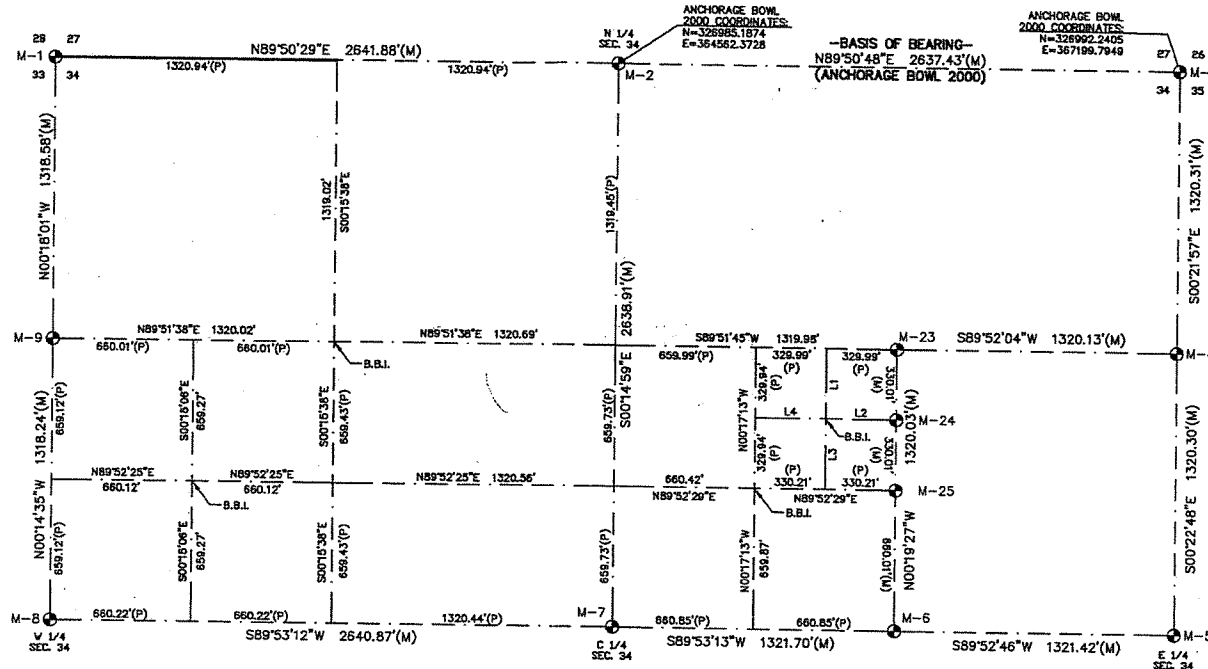 ANCHORAGE BOWL
2000 COORDINATES:
N=326985.1874
E=364562.3728
ANCHORAGE BOWL
2000 COORDINATES:
N=326992.2405
E=367199.7949
28 27
M-1
33 34
N89°50'29"E 2641.88'(M)
1320.94'(P)
1320.94'(P)
N 1/4
SEC. 34
M-2
-BASIS OF BEARING-
N89°50'48"E 2637.43'(M)
(ANCHORAGE BOWL 2000)
27 26
34 35
N00°18'01"W 1318.58'(M)
1319.02'
S00°15'38"E
1319.45'(P)
S00°14'59"E 2638.91'(M)
S00°21'57"E 1320.31'(M)
M-9
N89°51'38"E 1320.02'
660.01'(P)
660.01'(P)
B.B.I.
N89°51'38"E 1320.69'
S89°51'45"W 1319.98'
659.99'(P)
329.99'
(P)
329.99'
(P)
M-23
S89°52'04"W 1320.13'(M)
N00°14'35"W 1318.24'(M)
659.12'(P)
659.12'(P)
659.27'
S00°15'38"E
659.43'(P)
659.73'(P)
N00°17'13"W
329.94'
(P)
329.94'
(P)
L1
L4
L2
L3
B.B.I.
330.01'
(M)
330.01'
(M)
1320.03'(M)
M-24
N89°52'25"E
660.12'
N89°52'25"E
660.12'
B.B.I.
N89°52'25"E 1320.56'
660.42'
N89°52'29"E
B.B.I.
(P)
330.21'
(P)
330.21'
N89°52'29"E
M-25
659.27'
S00°15'38"E
659.43'(P)
659.73'(P)
N00°17'13"W
659.87'
660.01'(M)
N00°19'27"W
S00°22'48"E 1320.30'(M)
M-8
W 1/4
SEC. 34
660.22'(P)
660.22'(P)
1320.44'(P)
S89°53'12"W 2640.87'(M)
M-7
C 1/4
SEC. 34
660.85'(P)
660.85'(P)
S89°53'13"W 1321.70'(M)
M-6
S89°52'46"W 1321.42'(M)
E 1/4
SEC. 34